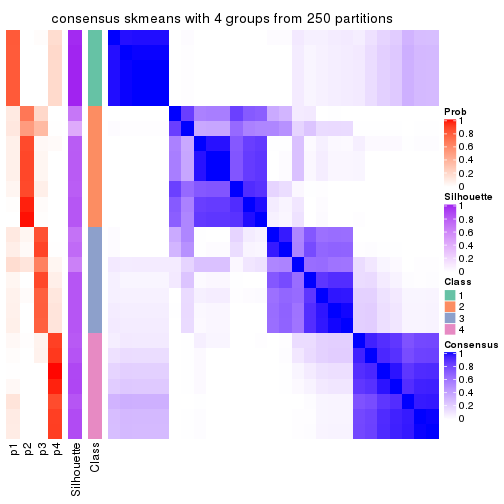 consensus skmeans with 4 groups from 250 partitions
Prob
1
0.8
0.6
0.4
0.2
0
Silhouette
1
0.8
0.6
0.4
0.2
0
Class
1
2
3
4
Consensus
1
0.8
0.6
0.4
0.2
0
p1
p2
p3
p4
Silhouette
Class